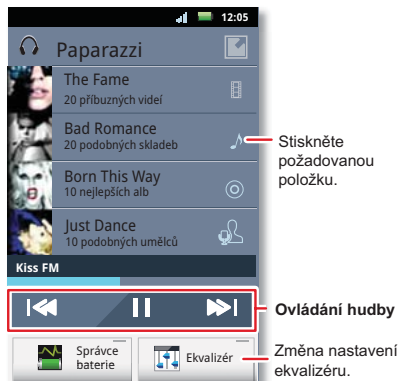 12:05
Paparazzi
The Fame
20 příbuzných videí
Bad Romance
20 podobných skladeb
Born This Way
10 nejlepších alb
Just Dance
10 podobných umělců
Kiss FM
Správce
baterie
Ekvalizér
Stiskněte
požadovanou
položku.
Ovládání hudby
Změna nastavení
ekvalizéru.